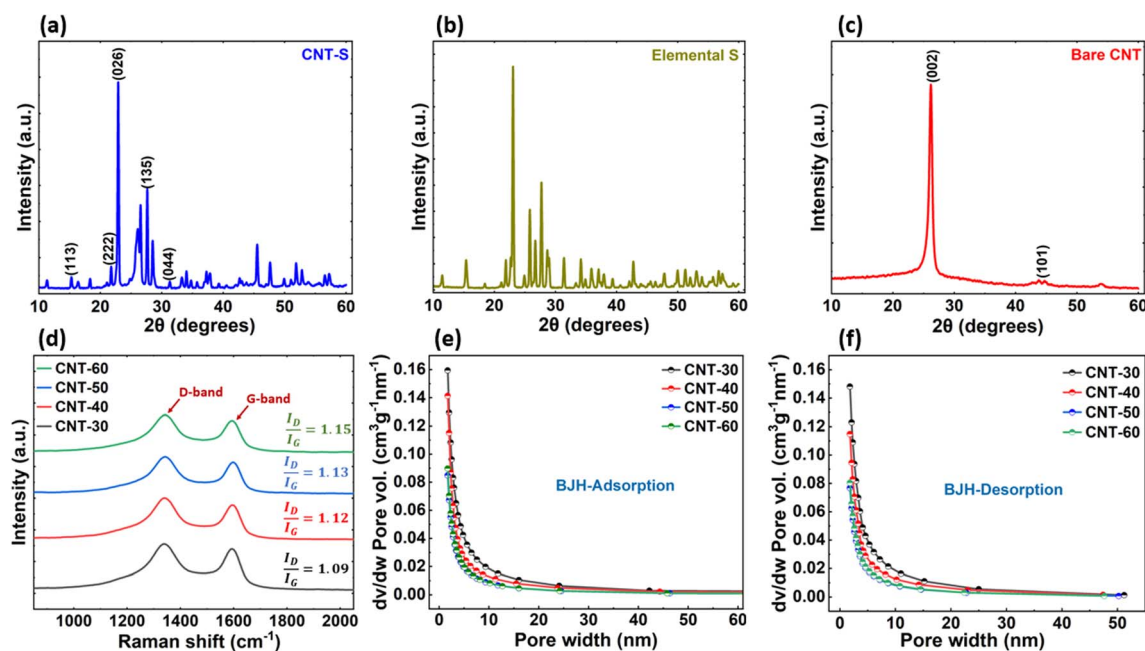 (a)
CNT-S
(026)
(135)
(113)
(222)
(044)
Intensity (a.u.)
10 20 30 40 50 60
2θ (degrees)
(b)
Elemental S
Intensity (a.u.)
10 20 30 40 50 60
2θ (degrees)
(c)
Bare CNT
(002)
(101)
Intensity (a.u.)
10 20 30 40 50 60
2θ (degrees)
(d)
CNT-60
CNT-50
CNT-40
CNT-30
D-band
G-band
I_D/I_G = 1.15
I_D/I_G = 1.13
I_D/I_G = 1.12
I_D/I_G = 1.09
Intensity (a.u.)
1000 1200 1400 1600 1800 2000
Raman shift (cm⁻¹)
(e)
CNT-30
CNT-40
CNT-50
CNT-60
BJH-Adsorption
dv/dw Pore vol. (cm³g⁻¹nm⁻¹)
0.16
0.14
0.12
0.10
0.08
0.06
0.04
0.02
0.00
0 10 20 30 40 50 60
Pore width (nm)
(f)
CNT-30
CNT-40
CNT-50
CNT-60
BJH-Desorption
dv/dw Pore vol. (cm³g⁻¹nm⁻¹)
0.16
0.14
0.12
0.10
0.08
0.06
0.04
0.02
0.00
0 10 20 30 40 50
Pore width (nm)